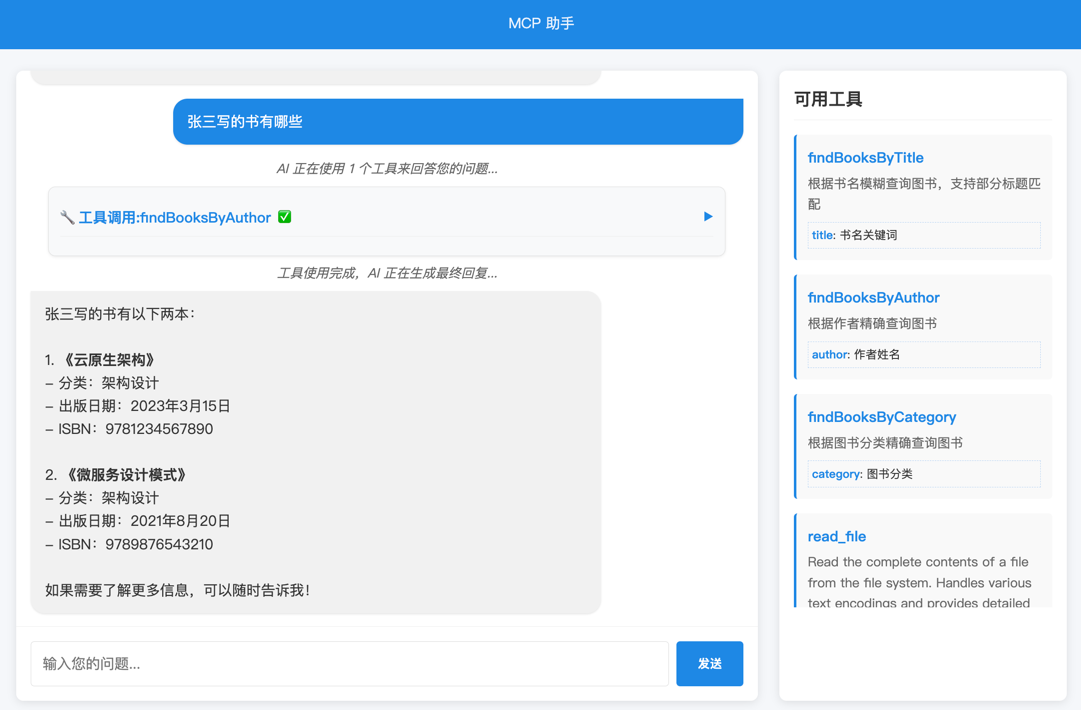 MCP 助手
张三写的书有哪些
AI 正在使用 1 个工具来回答您的问题...
🔧 工具调用:findBooksByAuthor ✅
▶
工具使用完成，AI 正在生成最终回复...
张三写的书有以下两本：
1. 《云原生架构》
- 分类：架构设计
- 出版日期：2023年3月15日
- ISBN：9781234567890
2. 《微服务设计模式》
- 分类：架构设计
- 出版日期：2021年8月20日
- ISBN：9789876543210
如果需要了解更多信息，可以随时告诉我！
输入您的问题...
发送
可用工具
findBooksByTitle
根据书名模糊查询图书，支持部分标题匹
配
title: 书名关键词
findBooksByAuthor
根据作者精确查询图书
author: 作者姓名
findBooksByCategory
根据图书分类精确查询图书
category: 图书分类
read_file
Read the complete contents of a file
from the file system. Handles various
text encodings and provides detailed